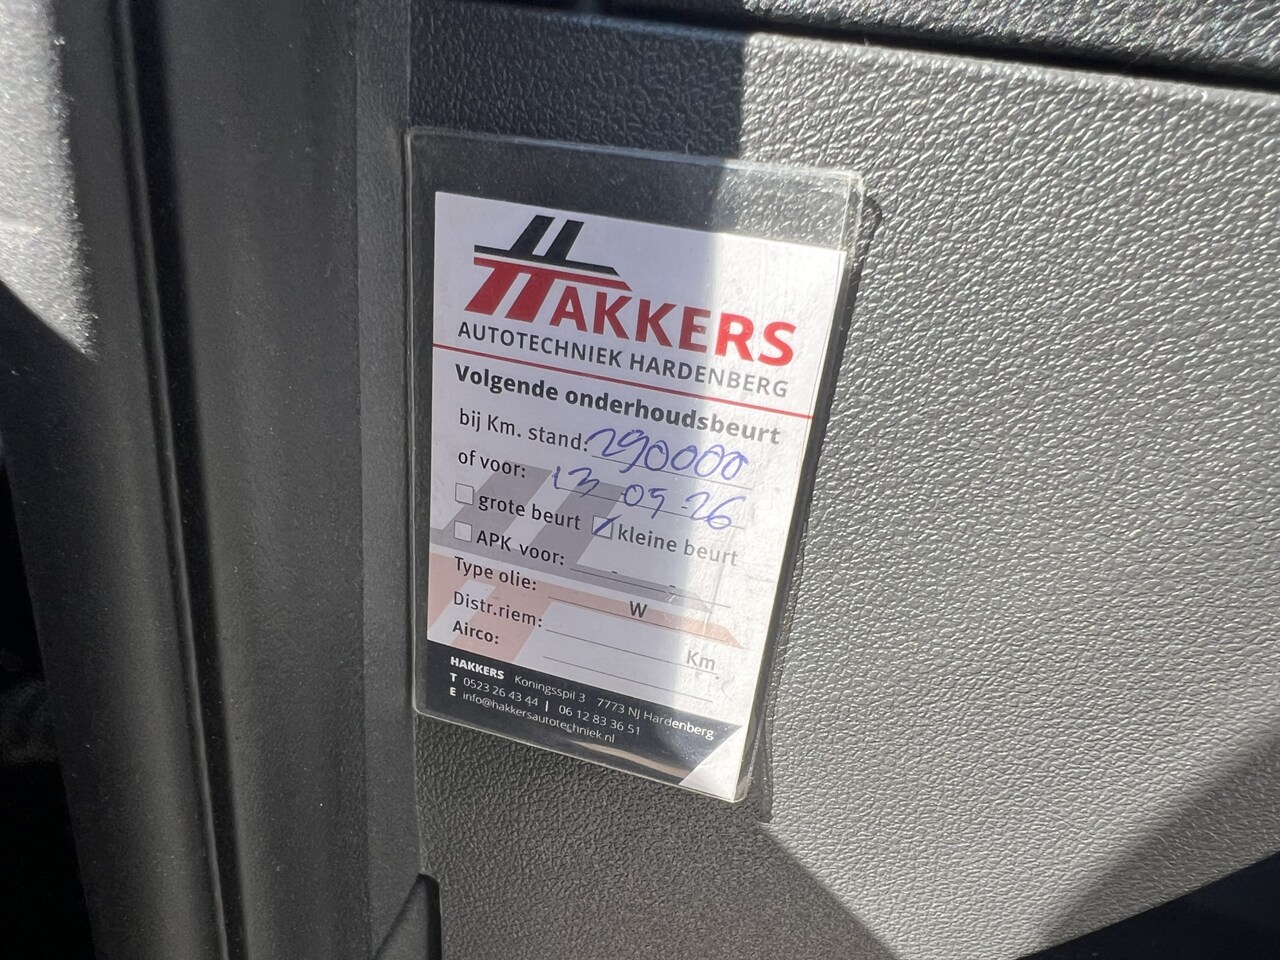 HAKKERS
AUTOTECHNIEK HARDENBERG
Volgende onderhoudsbeurt
bij Km. stand: 290000
of voor: 13 05-26
grote beurt kleine beurt
APK voor: - -
Type olie: W
Distr.riem: Km.
Airco:
HAKKERS Koningsspil 3 7773 NJ Hardenberg
T 0523 26 43 44 | 06 12 83 36 51
E info@hakkersautotechniek.nl